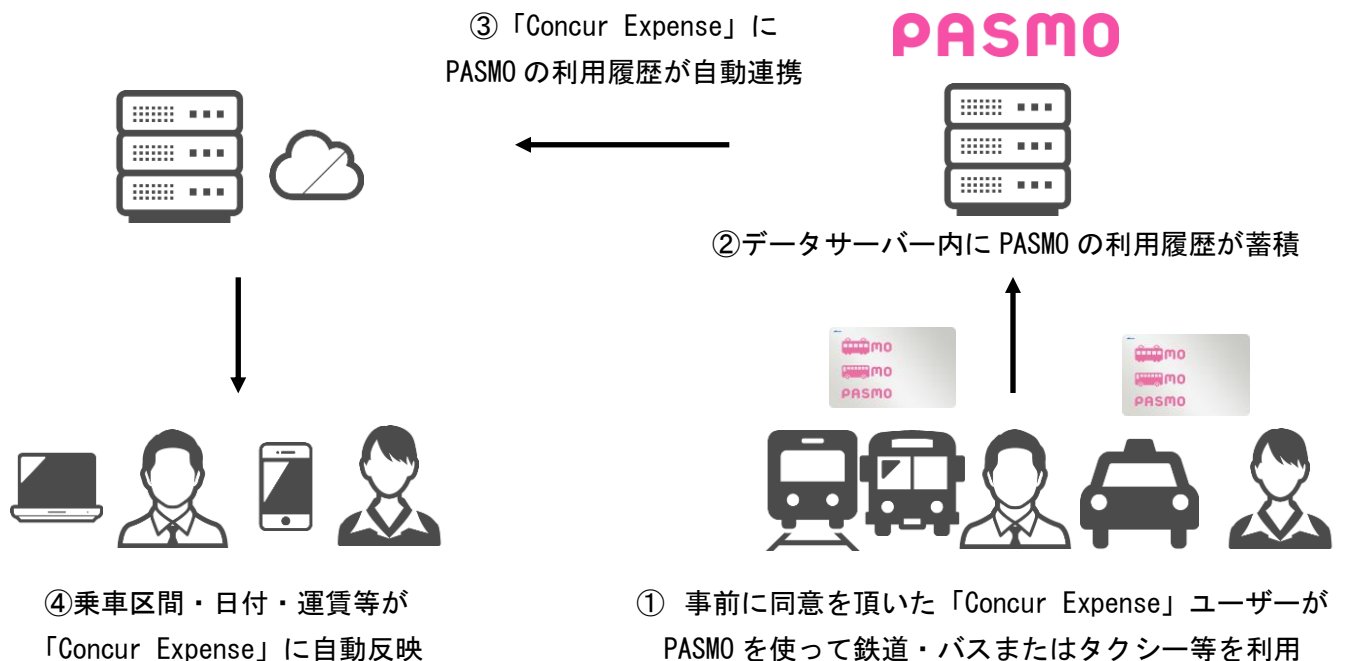 ③「Concur Expense」に
PASMO の利用履歴が自動連携
PASMO
②データサーバー内に PASMO の利用履歴が蓄積
mo
mo
PASMO
mo
mo
PASMO
④乗車区間・日付・運賃等が
「Concur Expense」に自動反映
① 事前に同意を頂いた「Concur Expense」ユーザーが
PASMO を使って鉄道・バスまたはタクシー等を利用